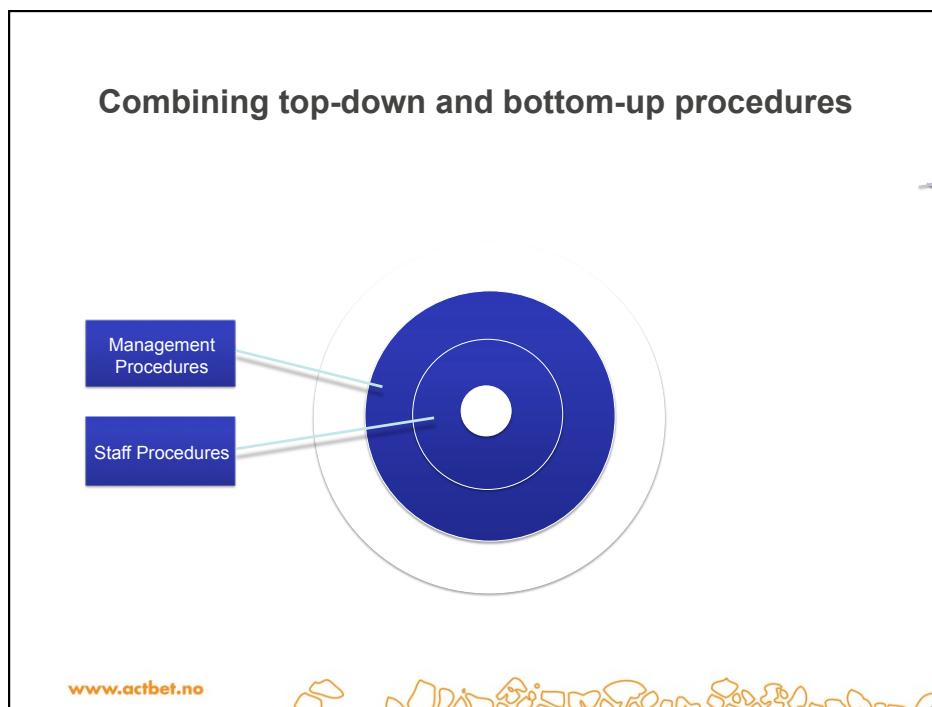 Combining top-down and bottom-up procedures
Management
Procedures
Staff Procedures
www.actbet.no